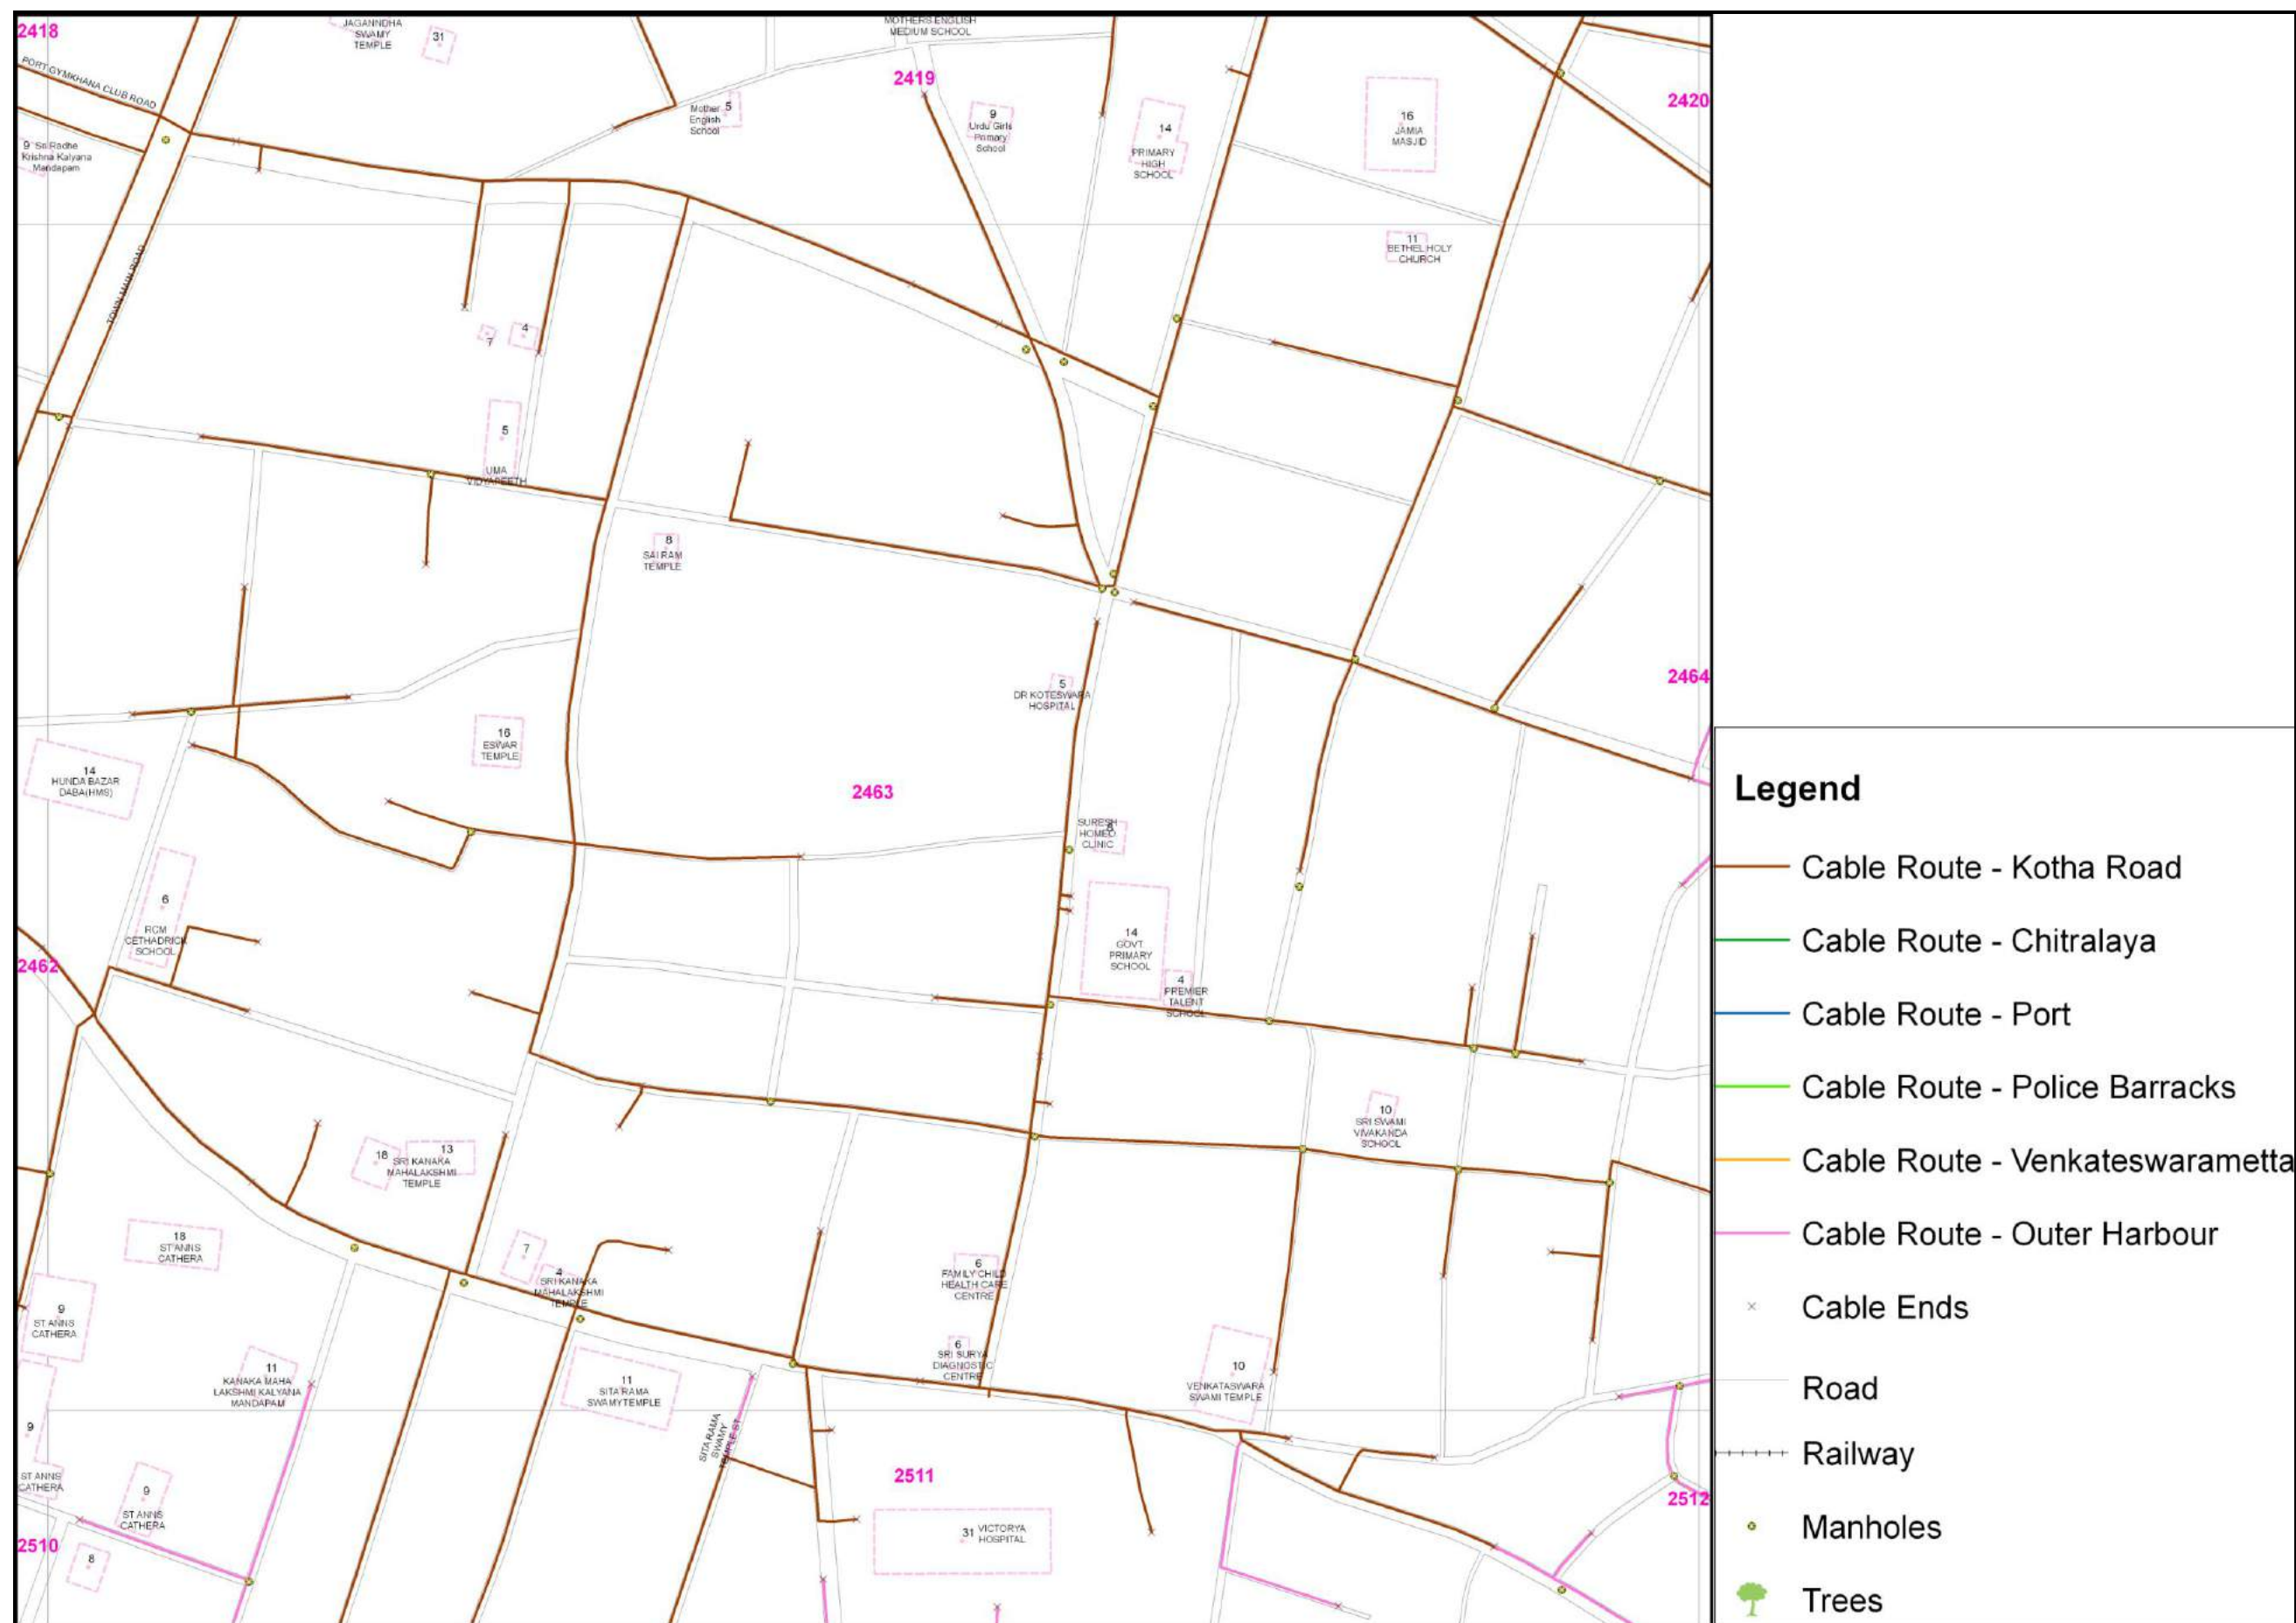 2418
JAGANNDHA
SWAMY
TEMPLE
31
MOTHERS ENGLISH
MEDIUM SCHOOL
2419
2420
PORT GYMKHANA CLUB ROAD
Mother
English
School
5
9
Urdu Girls
Primary
School
14
PRIMARY
HIGH
SCHOOL
16
JAMIA
MASJID
9 Sri Radhe
Krishna Kalyana
Mandapam
11
BETHEL HOLY
CHURCH
TOWN MAIN ROAD
7
4
5
UMA
VIDYAPEETH
8
SAI RAM
TEMPLE
5
DR KOTESWARA
HOSPITAL
2464
16
ESWAR
TEMPLE
14
HUNDA BAZAR
DABA(HMS)
2463
SURESH
HOMEO
CLINIC
6
RCM
CETHADRICK
SCHOOL
14
GOVT
PRIMARY
SCHOOL
4
PREMIER
TALENT
SCHOOL
2462
10
SRI SWAMI
VIVAKANDA
SCHOOL
18
13
SRI KANAKA
MAHALAKSHMI
TEMPLE
18
ST ANNS
CATHERA
7
4
SRI KANAKA
MAHALAKSHMI
TEMPLE
6
FAMILY CHILD
HEALTH CARE
CENTRE
9
ST ANNS
CATHERA
6
SRI SURYA
DIAGNOSTIC
CENTRE
11
KANAKA MAHA
LAKSHMI KALYANA
MANDAPAM
11
SITA RAMA
SWAMY TEMPLE
10
VENKATASWARA
SWAMI TEMPLE
9
SITA RAMA
SWAMY
TEMPLE ST
ST ANNS
CATHERA
9
ST ANNS
CATHERA
2511
2512
31 VICTORYA
HOSPITAL
2510
8
Legend
Cable Route - Kotha Road
Cable Route - Chitralaya
Cable Route - Port
Cable Route - Police Barracks
Cable Route - Venkateswarametta
Cable Route - Outer Harbour
Cable Ends
Road
Railway
Manholes
Trees